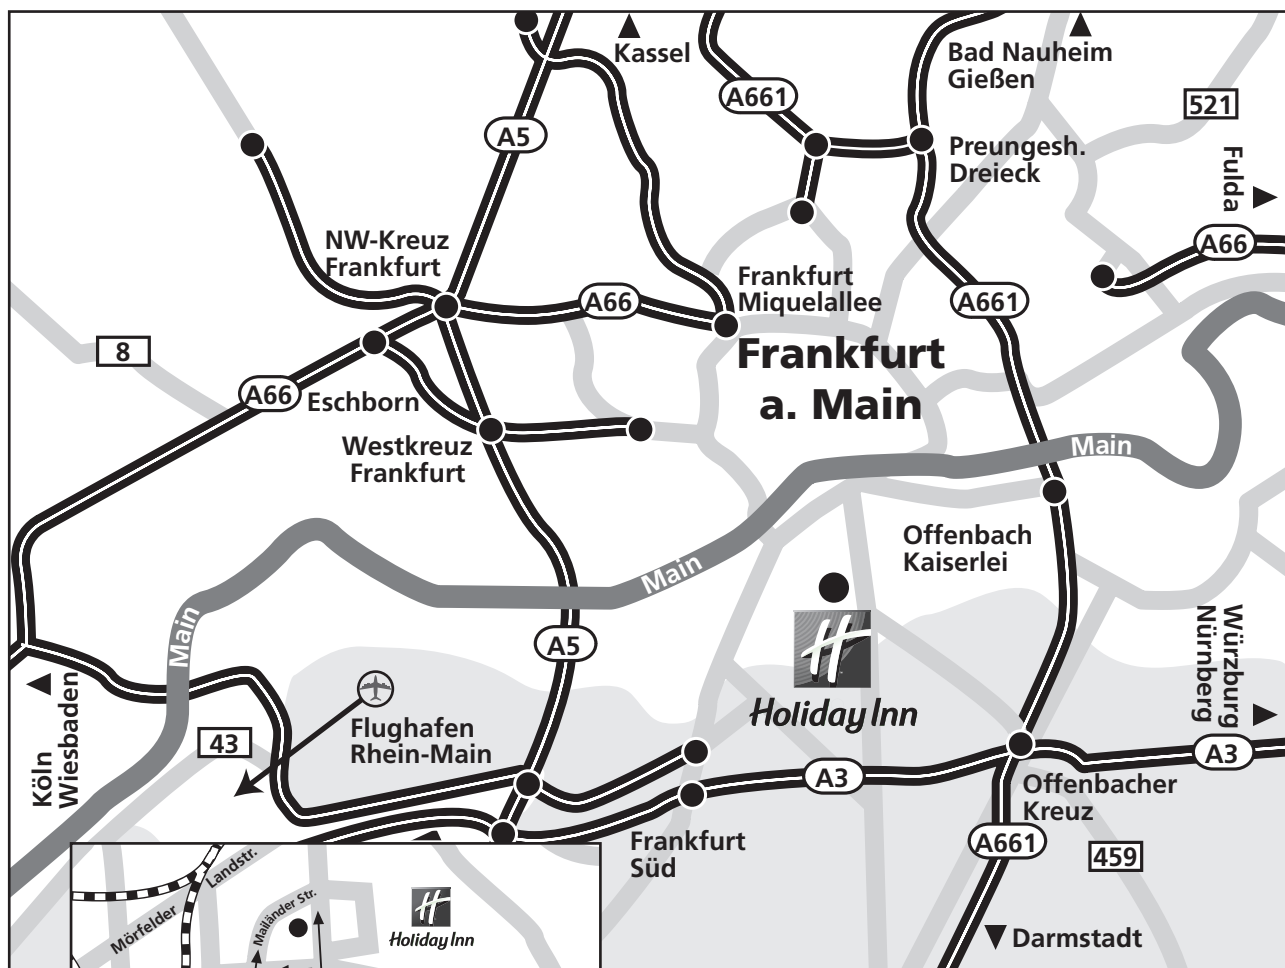 Kassel
A661
Bad Nauheim
Gießen
521
A5
Preungesh.
Dreieck
Fulda
NW-Kreuz
Frankfurt
A66
Frankfurt
Miquelallee
A66
A661
8
Frankfurt
a. Main
A66
Eschborn
Westkreuz
Frankfurt
Main
Offenbach
Kaiserlei
Main
Main
A5
Würzburg
Nürnberg
Holiday Inn
Köln
Wiesbaden
43
Flughafen
Rhein-Main
A3
A3
Offenbacher
Kreuz
Frankfurt
Süd
A661
459
Landstr.
Mörfelder
Mailänder Str.
Holiday Inn
Darmstadt